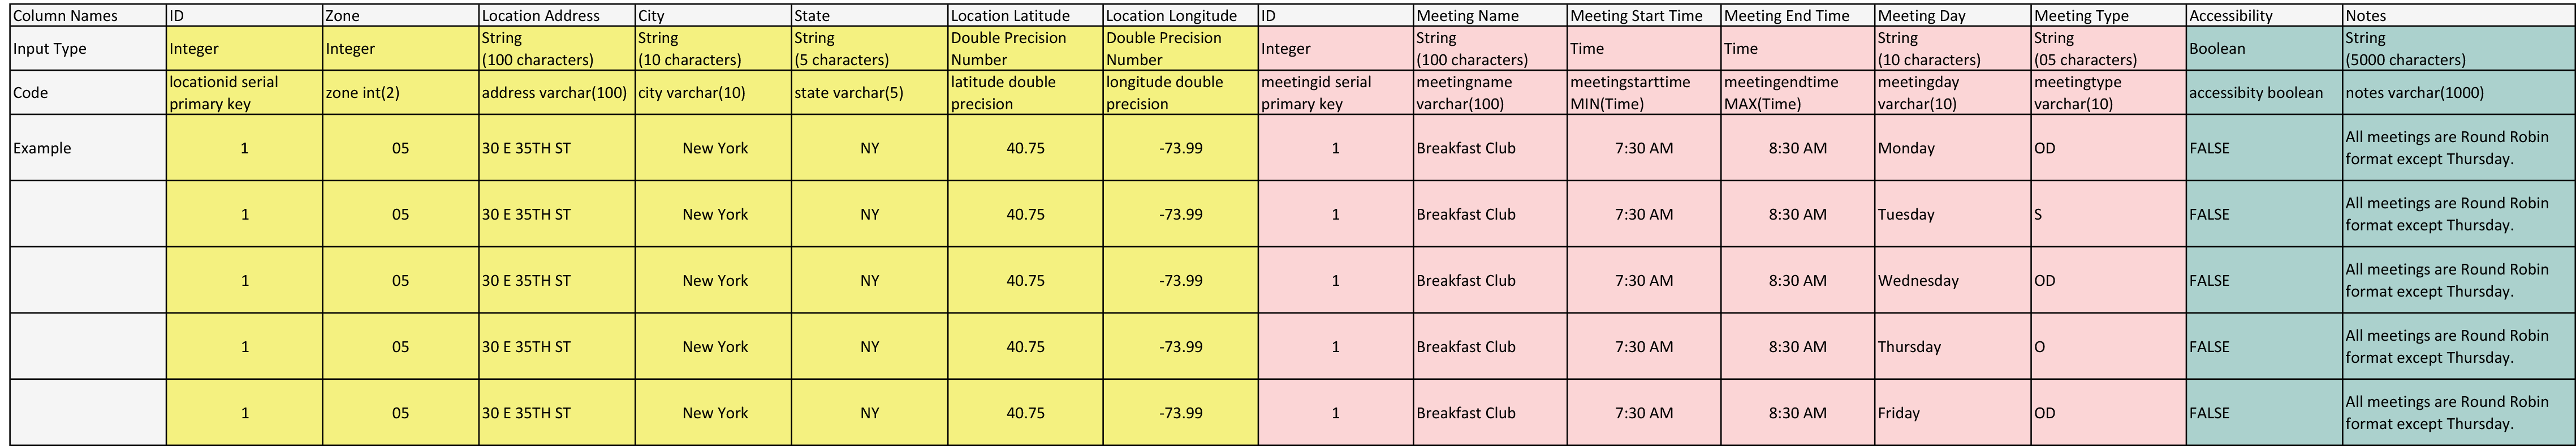 Column Names ID Zone Location Address City State Location Latitude Location Longitude ID Meeting Name Meeting Start Time Meeting End Time Meeting Day Meeting Type Accessibility Notes
Input Type Integer Integer String (100 characters) String (10 characters) String (5 characters) Double Precision Number Double Precision Number Integer String (100 characters) Time Time String (10 characters) String (05 characters) Boolean String (5000 characters)
Code locationid serial primary key zone int(2) address varchar(100) city varchar(10) state varchar(5) latitude double precision longitude double precision meetingid serial primary key meetingname varchar(100) meetingstarttime MIN(Time) meetingendtime MAX(Time) meetingday varchar(10) meetingtype varchar(10) accessibity boolean notes varchar(1000)
Example 1 05 30 E 35TH ST New York NY 40.75 -73.99 1 Breakfast Club 7:30 AM 8:30 AM Monday OD FALSE All meetings are Round Robin format except Thursday.
1 05 30 E 35TH ST New York NY 40.75 -73.99 1 Breakfast Club 7:30 AM 8:30 AM Tuesday S FALSE All meetings are Round Robin format except Thursday.
1 05 30 E 35TH ST New York NY 40.75 -73.99 1 Breakfast Club 7:30 AM 8:30 AM Wednesday OD FALSE All meetings are Round Robin format except Thursday.
1 05 30 E 35TH ST New York NY 40.75 -73.99 1 Breakfast Club 7:30 AM 8:30 AM Thursday O FALSE All meetings are Round Robin format except Thursday.
1 05 30 E 35TH ST New York NY 40.75 -73.99 1 Breakfast Club 7:30 AM 8:30 AM Friday OD FALSE All meetings are Round Robin format except Thursday.